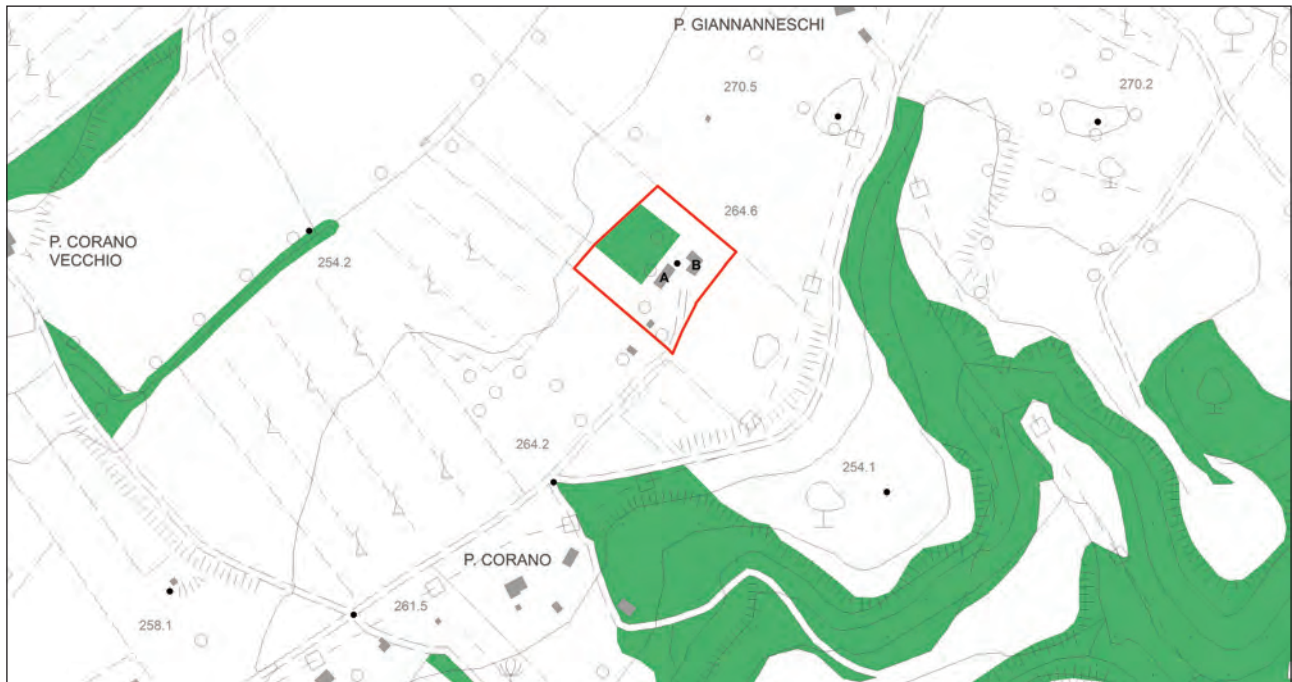 P. GIANNANNESCHI
270.5
270.2
264.6
P. CORANO
VECCHIO
254.2
A
B
264.2
254.1
P. CORANO
261.5
258.1